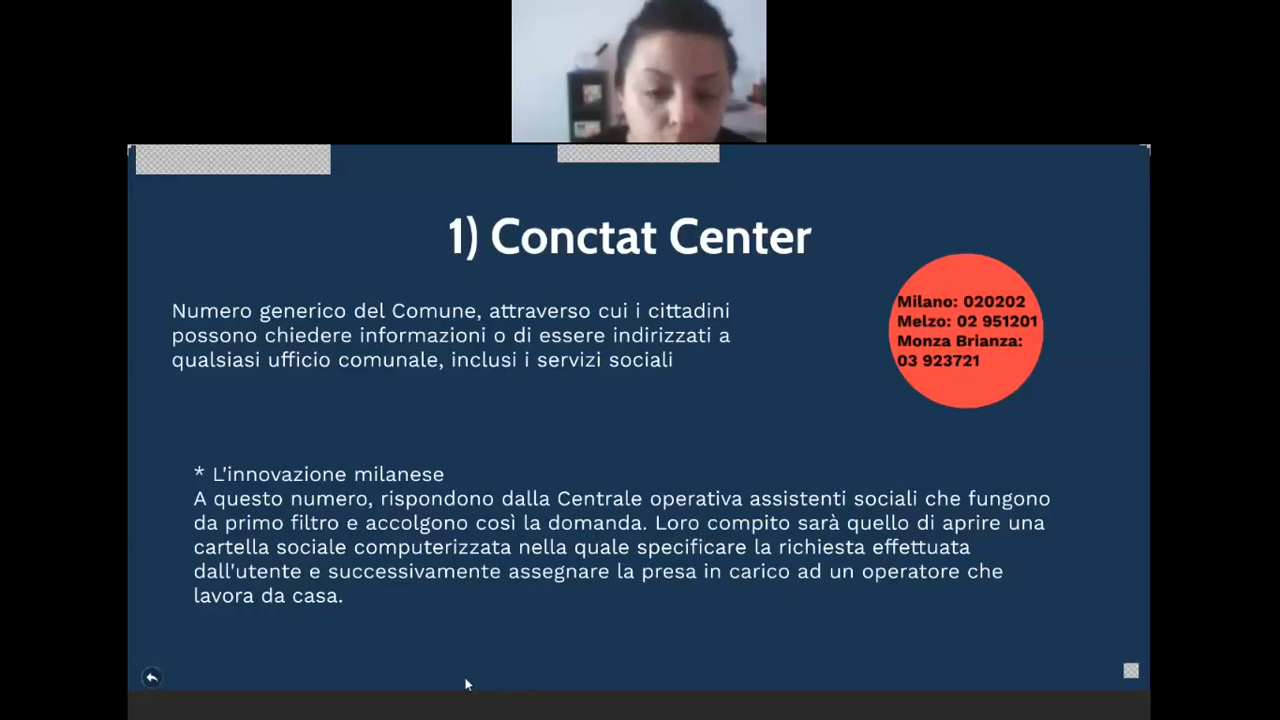 1) Conctat Center
Numero generico del Comune, attraverso cui i cittadini
possono chiedere informazioni o di essere indirizzati a
qualsiasi ufficio comunale, inclusi i servizi sociali
Milano: 020202
Melzo: 02 951201
Monza Brianza:
03 923721
* L'innovazione milanese
A questo numero, rispondono dalla Centrale operativa assistenti sociali che fungono
da primo filtro e accolgono così la domanda. Loro compito sarà quello di aprire una
cartella sociale computerizzata nella quale specificare la richiesta effettuata
dall'utente e successivamente assegnare la presa in carico ad un operatore che
lavora da casa.